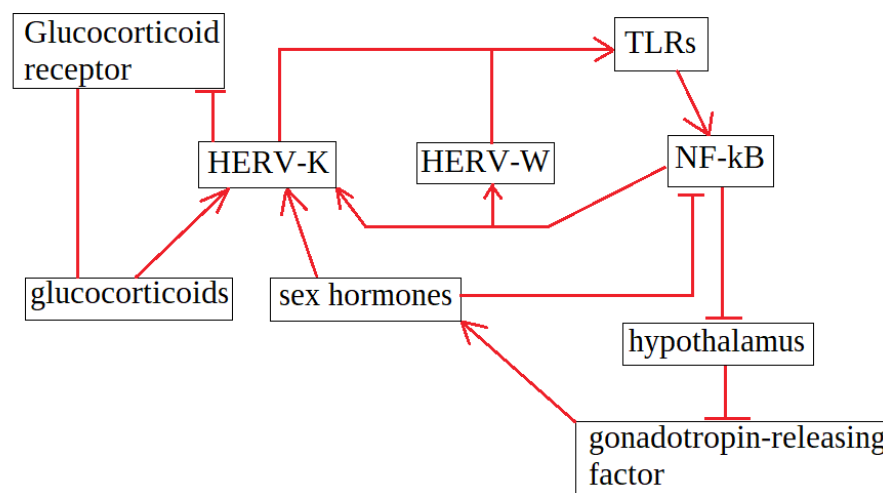 Glucocorticoid
receptor
TLRs
HERV-K
HERV-W
NF-kB
glucocorticoids
sex hormones
hypothalamus
gonadotropin-releasing
factor